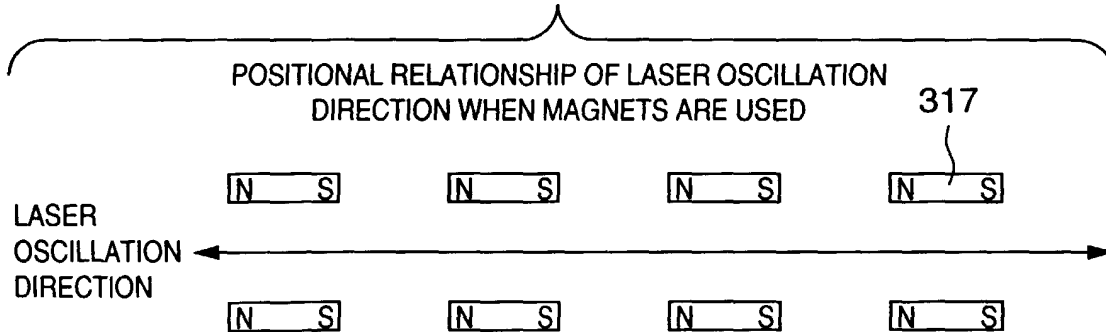 POSITIONAL RELATIONSHIP OF LASER OSCILLATION
DIRECTION WHEN MAGNETS ARE USED
317
N S N S N S N S
LASER
OSCILLATION
DIRECTION
N S N S N S N S